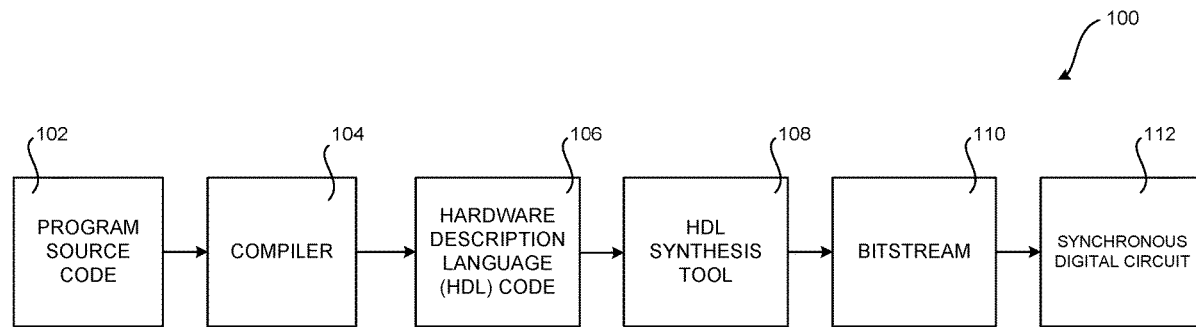 100
102
104
106
108
110
112
PROGRAM
SOURCE
CODE
COMPILER
HARDWARE
DESCRIPTION
LANGUAGE
(HDL) CODE
HDL
SYNTHESIS
TOOL
BITSTREAM
SYNCHRONOUS
DIGITAL CIRCUIT